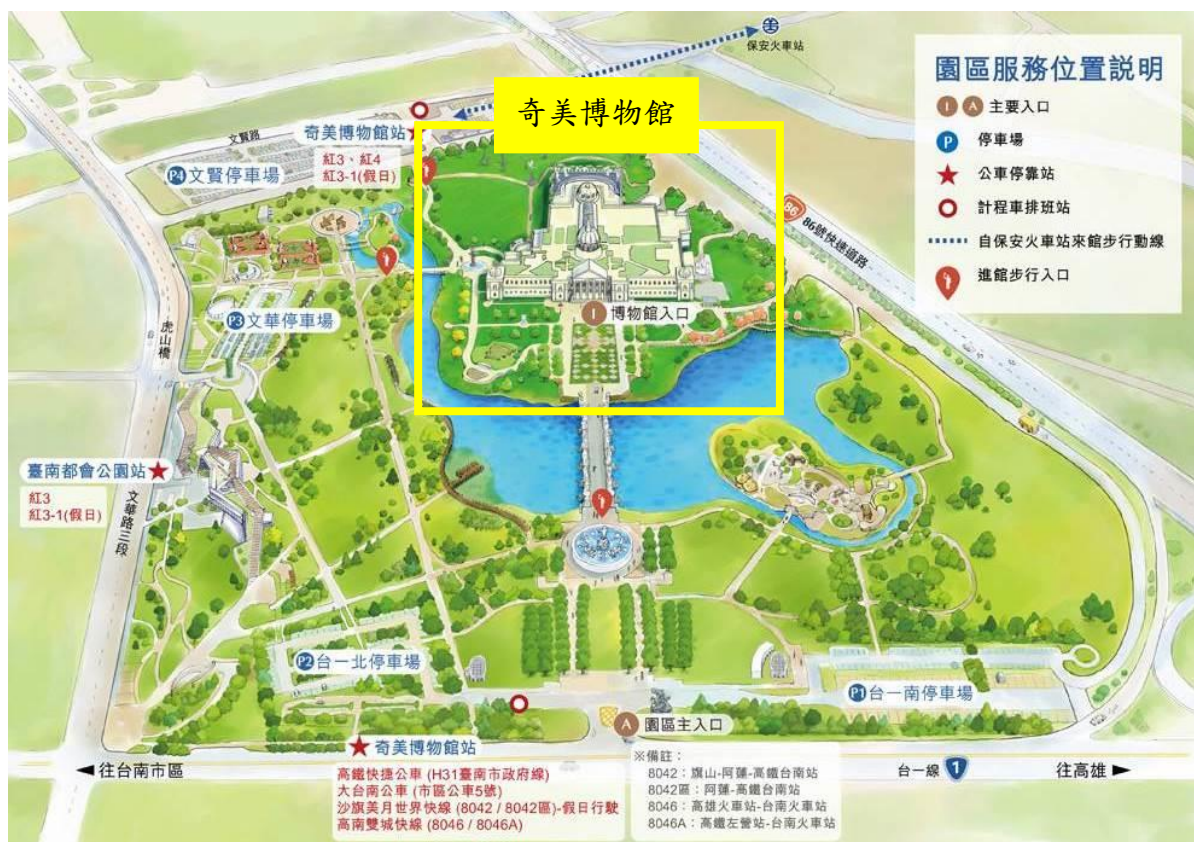 保安火車站
奇美博物館
園區服務位置説明
I A 主要入口
P 停車場
公車停靠站
計程車排班站
自保安火車站來館步行動線
進館步行入口
文賢路
奇美博物館站
紅3、紅4
紅3-1(假日)
P4文賢停車場
86
86號快速道路
I 博物館入口
P3文華停車場
虎山橋
臺南都會公園站
紅3
紅3-1(假日)
文華路三段
P2台一北停車場
P1台一南停車場
A 園區主入口
往台南市區
奇美博物館站
高鐵快捷公車 (H31臺南市政府線)
大台南公車 (市區公車5號)
沙旗美月世界快線 (8042 / 8042區)-假日行駛
高南雙城快線 (8046 / 8046A)
※備註：
8042：旗山-阿蓮-高鐵台南站
8042區：阿蓮-高鐵台南站
8046：高雄火車站-台南火車站
8046A：高鐵左營站-台南火車站
台一線 1
往高雄